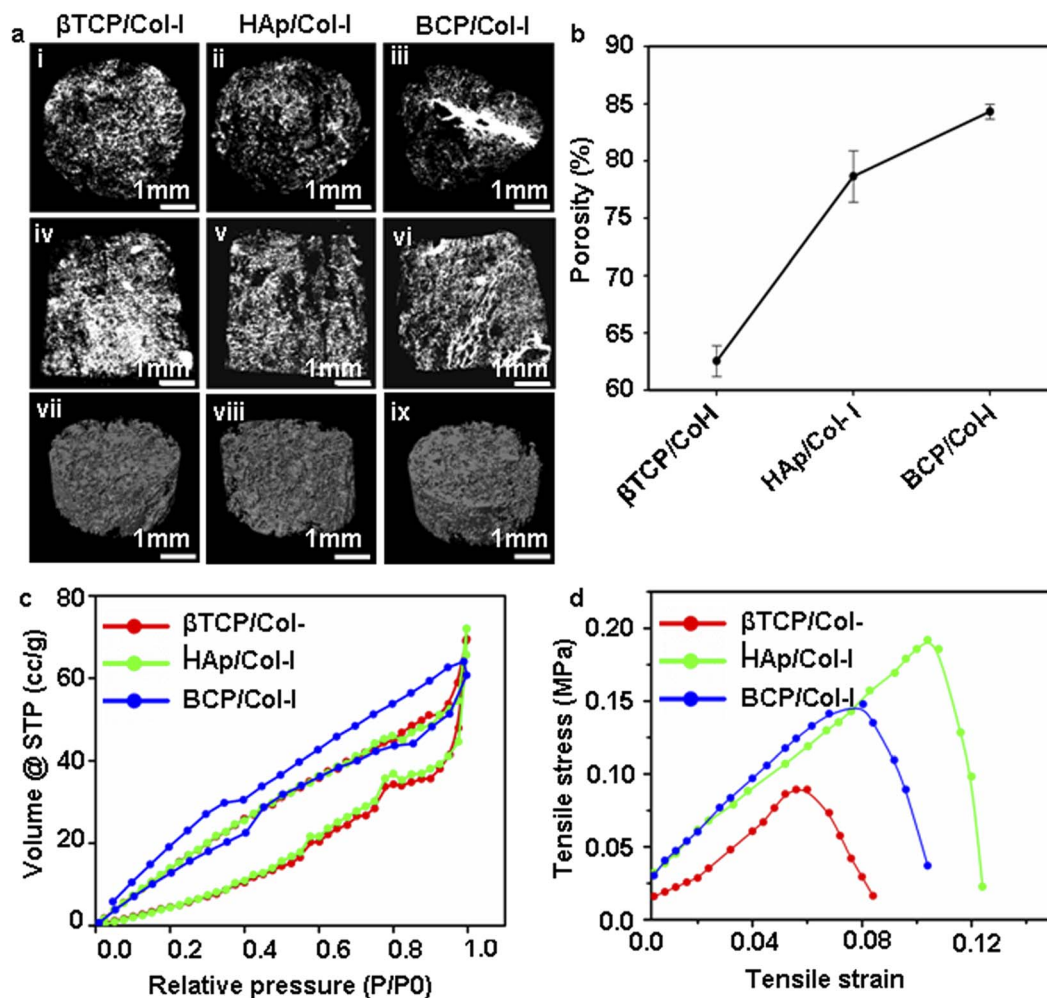 a
βTCP/Col-I HAp/Col-I BCP/Col-I
i ii iii
1mm 1mm 1mm
iv v vi
1mm 1mm 1mm
vii viii ix
1mm 1mm 1mm
b
90
85
80
75
70
65
60
Porosity (%)
βTCP/Col-I HAp/Col- I BCP/Col-I
c
80
60
40
20
0
Volume @ STP (cc/g)
βTCP/Col-
HAp/Col-I
BCP/Col-I
0.0 0.2 0.4 0.6 0.8 1.0
Relative pressure (P/P0)
d
0.20
0.15
0.10
0.05
0.0
Tensile stress (MPa)
βTCP/Col-
HAp/Col-I
BCP/Col-I
0.0 0.04 0.08 0.12
Tensile strain